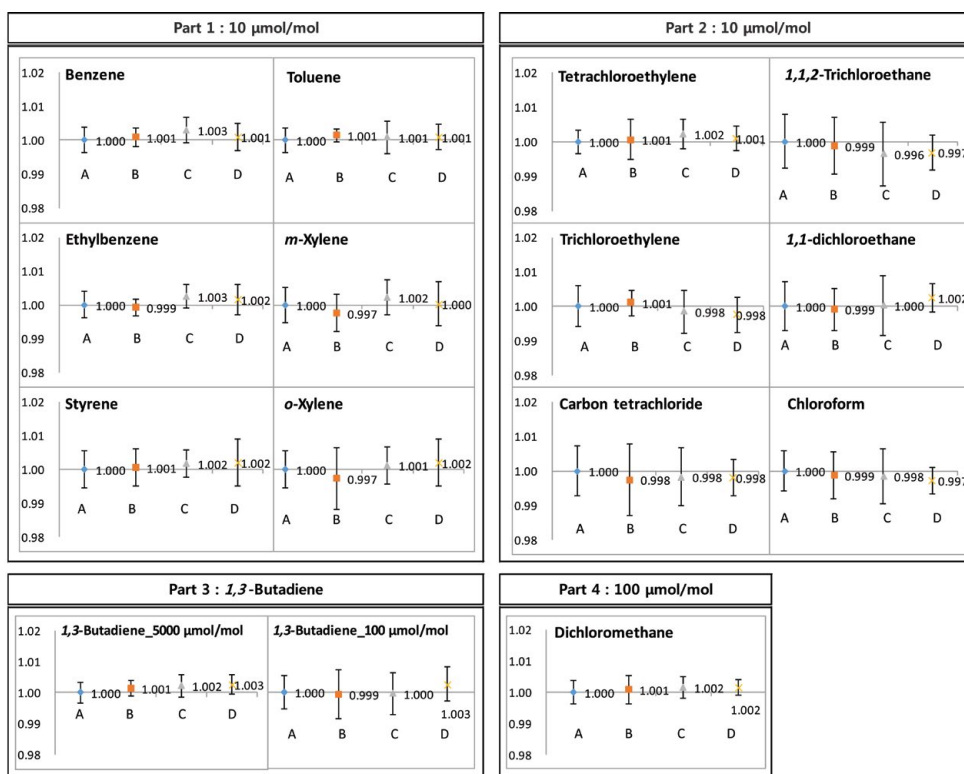 Part 1 : 10 μmol/mol
1.02
1.01
1.00
0.99
0.98
Benzene
1.000
1.001
1.003
1.001
A B C D
Toluene
1.000
1.001
1.001
1.001
A B C D
1.02
1.01
1.00
0.99
0.98
Ethylbenzene
1.000
0.999
1.003
1.002
A B C D
m-Xylene
1.000
0.997
1.002
1.000
A B C D
1.02
1.01
1.00
0.99
0.98
Styrene
1.000
1.001
1.002
1.002
A B C D
o-Xylene
1.000
0.997
1.001
1.002
A B C D
Part 2 : 10 μmol/mol
1.02
1.01
1.00
0.99
0.98
Tetrachloroethylene
1.000
1.001
1.002
1.001
A B C D
1,1,2-Trichloroethane
1.000
0.999
0.996
0.997
A B C D
1.02
1.01
1.00
0.99
0.98
Trichloroethylene
1.000
1.001
0.998
0.998
A B C D
1,1-dichloroethane
1.000
0.999
1.000
1.002
A B C D
1.02
1.01
1.00
0.99
0.98
Carbon tetrachloride
1.000
0.998
0.998
0.998
A B C D
Chloroform
1.000
0.999
0.998
0.997
A B C D
Part 3 : 1,3-Butadiene
1.02
1.01
1.00
0.99
0.98
1,3-Butadiene_5000 μmol/mol
1.000
1.001
1.002
1.003
A B C D
1,3-Butadiene_100 μmol/mol
1.000
0.999
1.000
1.003
A B C D
Part 4 : 100 μmol/mol
1.02
1.01
1.00
0.99
0.98
Dichloromethane
1.000
1.001
1.002
1.002
A B C D